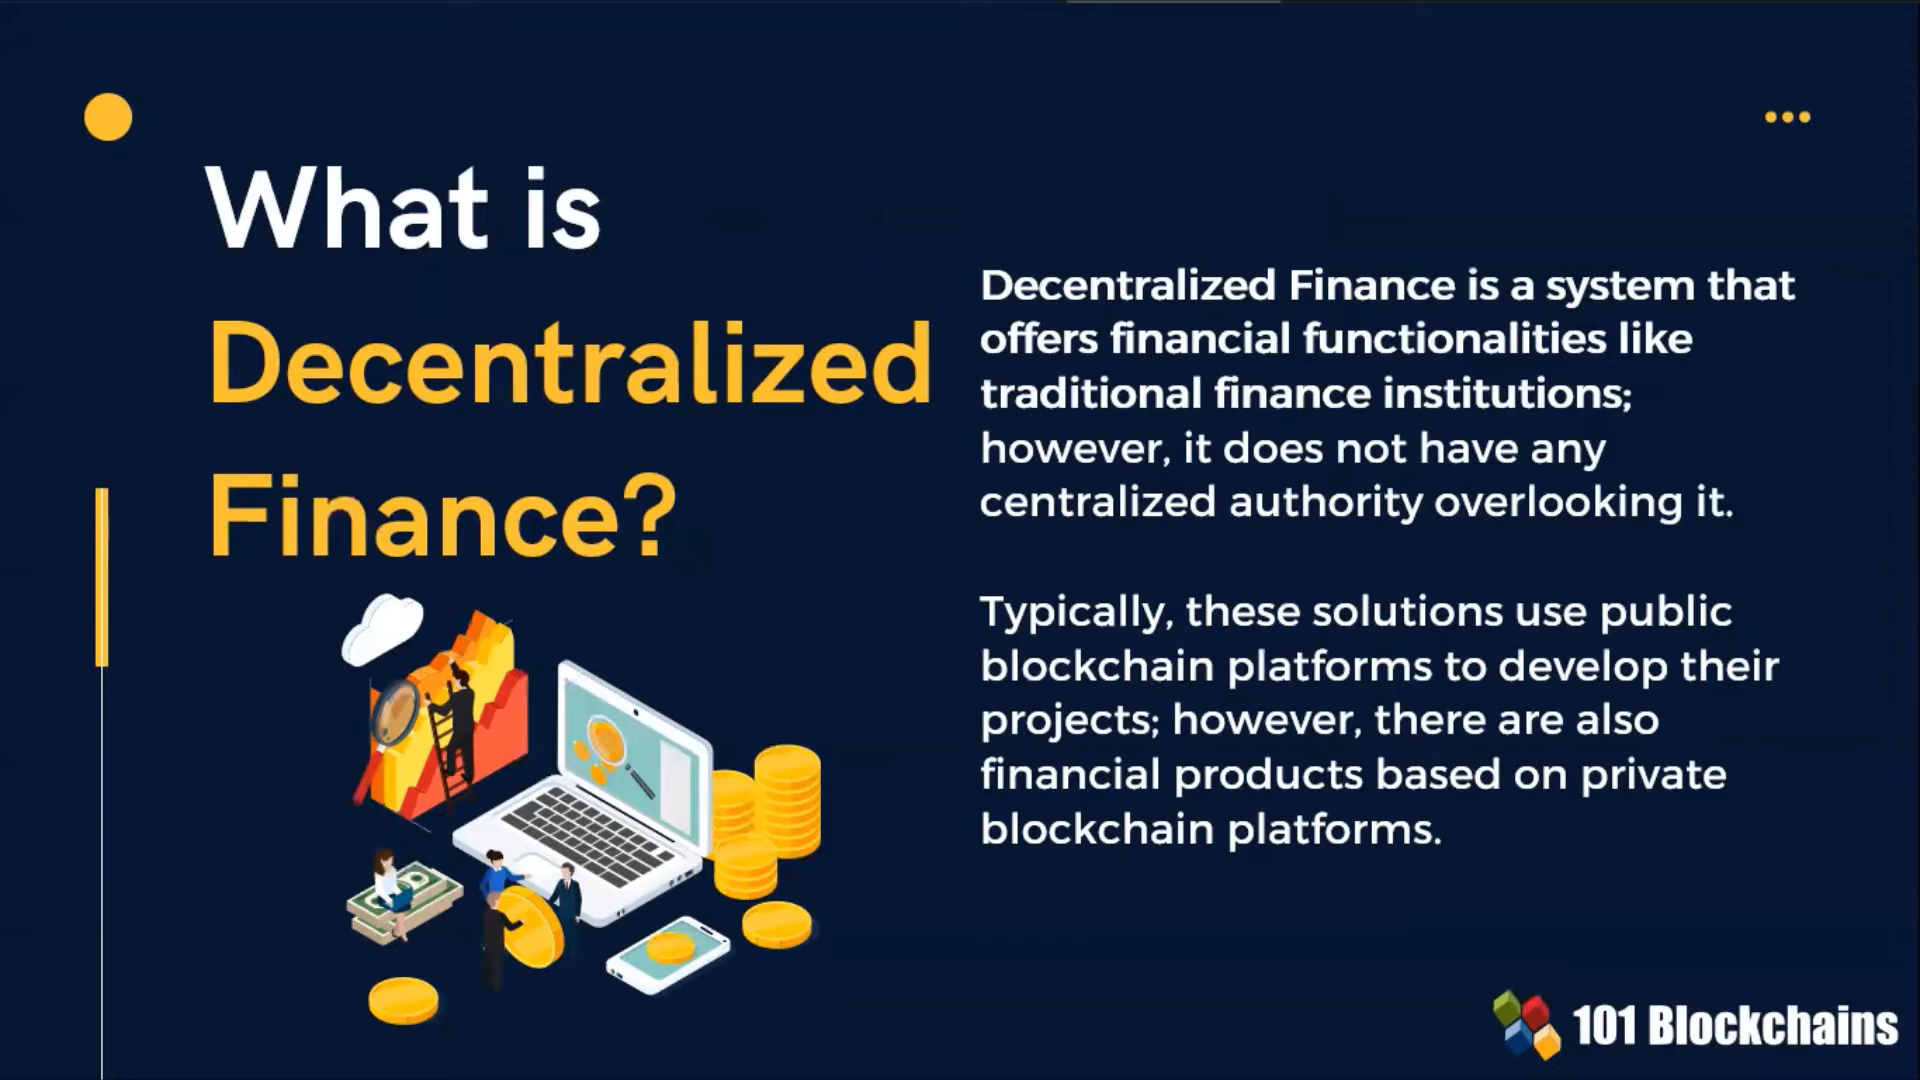 What is
Decentralized
Finance?
Decentralized Finance is a system that
offers financial functionalities like
traditional finance institutions;
however, it does not have any
centralized authority overlooking it.
Typically, these solutions use public
blockchain platforms to develop their
projects; however, there are also
financial products based on private
blockchain platforms.
101 Blockchains